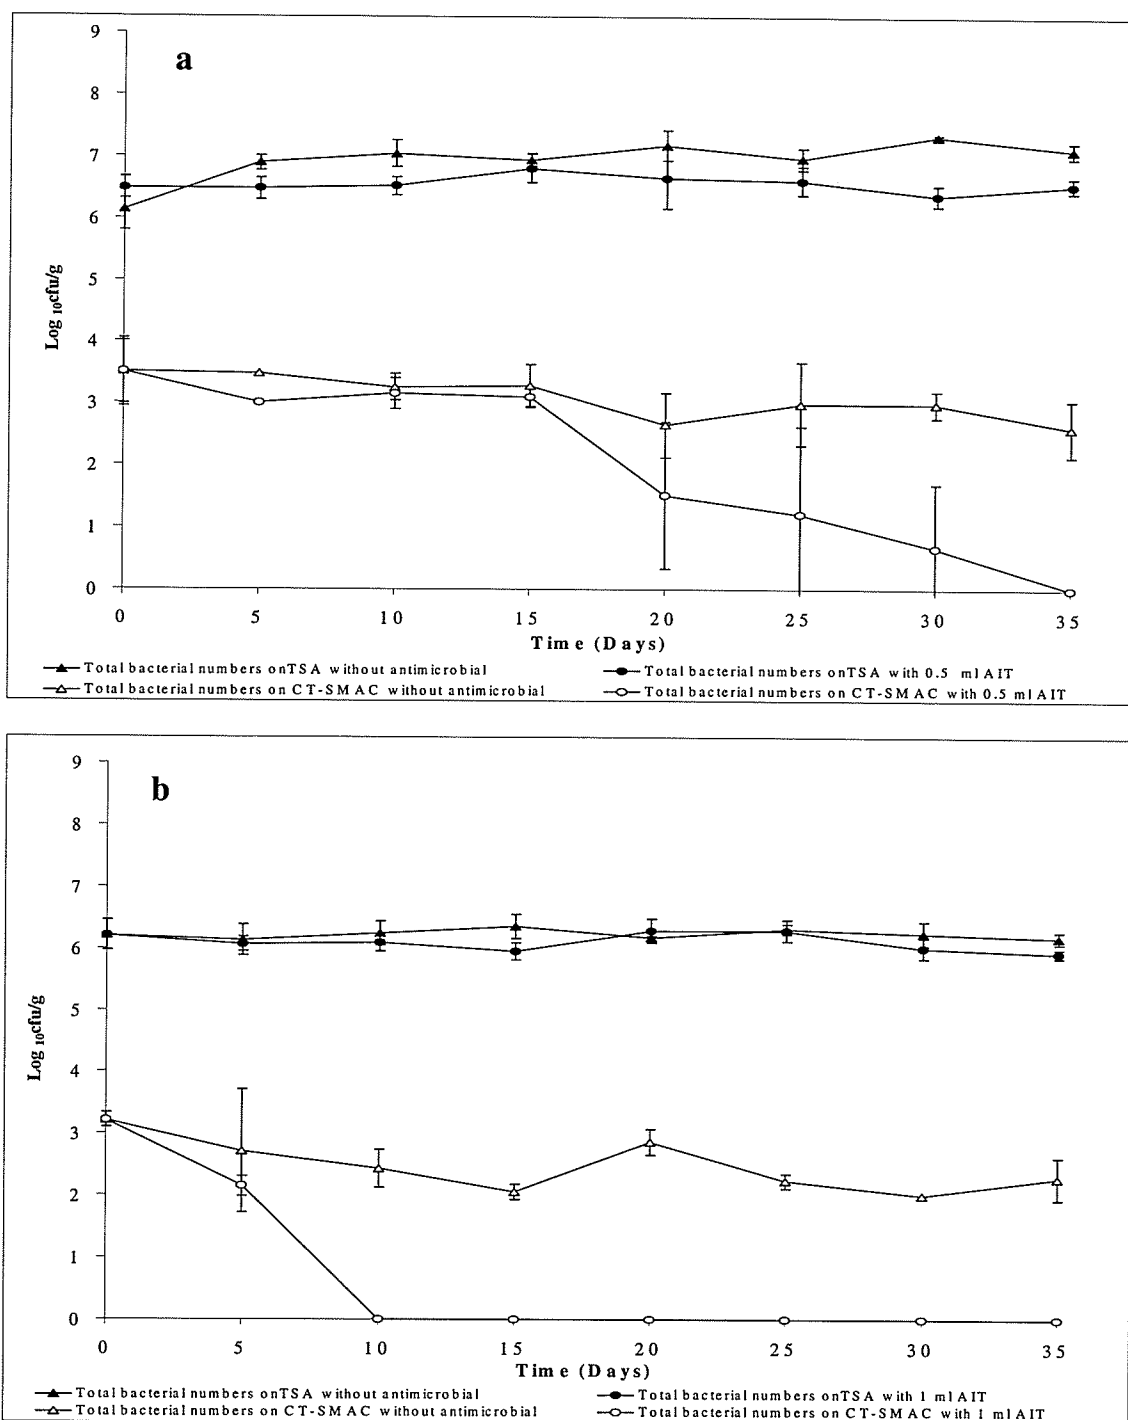 a
9
8
7
6
5
4
3
2
1
0
Log 10cfu/g
0 5 10 15 20 25 30 35
Time (Days)
Total bacterial numbers onTSA without antimicrobial Total bacterial numbers onTSA with 0.5 ml AIT
Total bacterial numbers on CT-SMAC without antimicrobial Total bacterial numbers on CT-SMAC with 0.5 ml AIT
b
9
8
7
6
5
4
3
2
1
0
Log 10cfu/g
0 5 10 15 20 25 30 35
Time (Days)
Total bacterial numbers onTSA without antimicrobial Total bacterial numbers onTSA with 1 ml AIT
Total bacterial numbers on CT-SMAC without antimicrobial Total bacterial numbers on CT-SMAC with 1 ml AIT